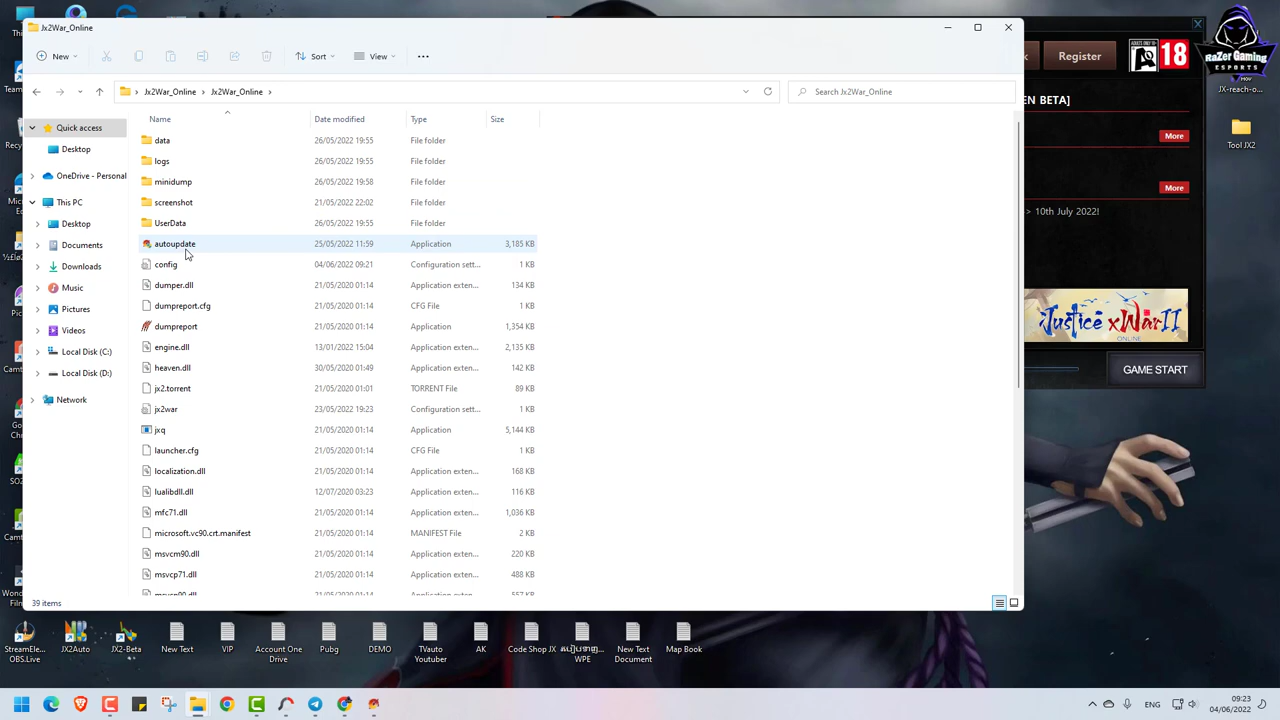 Jx2War_Online
New
Sort
View
Jx2War_Online > Jx2War_Online >
Search Jx2War_Online
Quick access
Desktop
OneDrive - Personal
This PC
Desktop
Documents
Downloads
Music
Pictures
Videos
Local Disk (C:)
Local Disk (D:)
Network
Name Date modified Type Size
data 26/05/2022 19:55 File folder
logs 26/05/2022 19:55 File folder
minidump 26/05/2022 19:58 File folder
screenshot 21/05/2022 22:02 File folder
UserData 26/05/2022 19:55 File folder
autoupdate 25/05/2022 11:59 Application 3,185 KB
config 04/06/2022 09:21 Configuration sett... 1 KB
dumper.dll 21/05/2020 01:14 Application exten... 134 KB
dumpreport.cfg 21/05/2020 01:14 CFG File 1 KB
dumpreport 21/05/2020 01:14 Application 1,354 KB
engine.dll 13/01/2022 15:04 Application exten... 2,135 KB
heaven.dll 30/05/2020 01:49 Application exten... 142 KB
jx2.torrent 21/05/2020 01:01 TORRENT File 89 KB
jx2war 23/05/2022 19:23 Configuration sett... 1 KB
jxq 21/05/2020 01:14 Application 5,144 KB
launcher.cfg 21/05/2020 01:14 CFG File 1 KB
localization.dll 21/05/2020 01:14 Application exten... 168 KB
lualibdll.dll 12/07/2020 03:23 Application exten... 116 KB
mfc71.dll 21/05/2020 01:14 Application exten... 1,036 KB
microsoft.vc90.crt.manifest 21/05/2020 01:14 MANIFEST File 2 KB
msvcm90.dll 21/05/2020 01:14 Application exten... 220 KB
msvcp71.dll 21/05/2020 01:14 Application exten... 488 KB
39 items
Register
ADULTS ONLY 18+
18
EN BETA]
More
More
> 10th July 2022!
Justice xWarII
ONLINE
GAME START
RaZer Gaming
ESPORTS
JX-reach-o...
Tool JX2
StreamEle...
OBS.Live
JX2Auto
JX2-Beta
New Text
VIP
Account One
Drive
Pubg
DEMO
TVauto
Youtuber
AK
Code Shop JX
WPE
New Text
Document
Map Book
ENG
09:23
04/06/2022